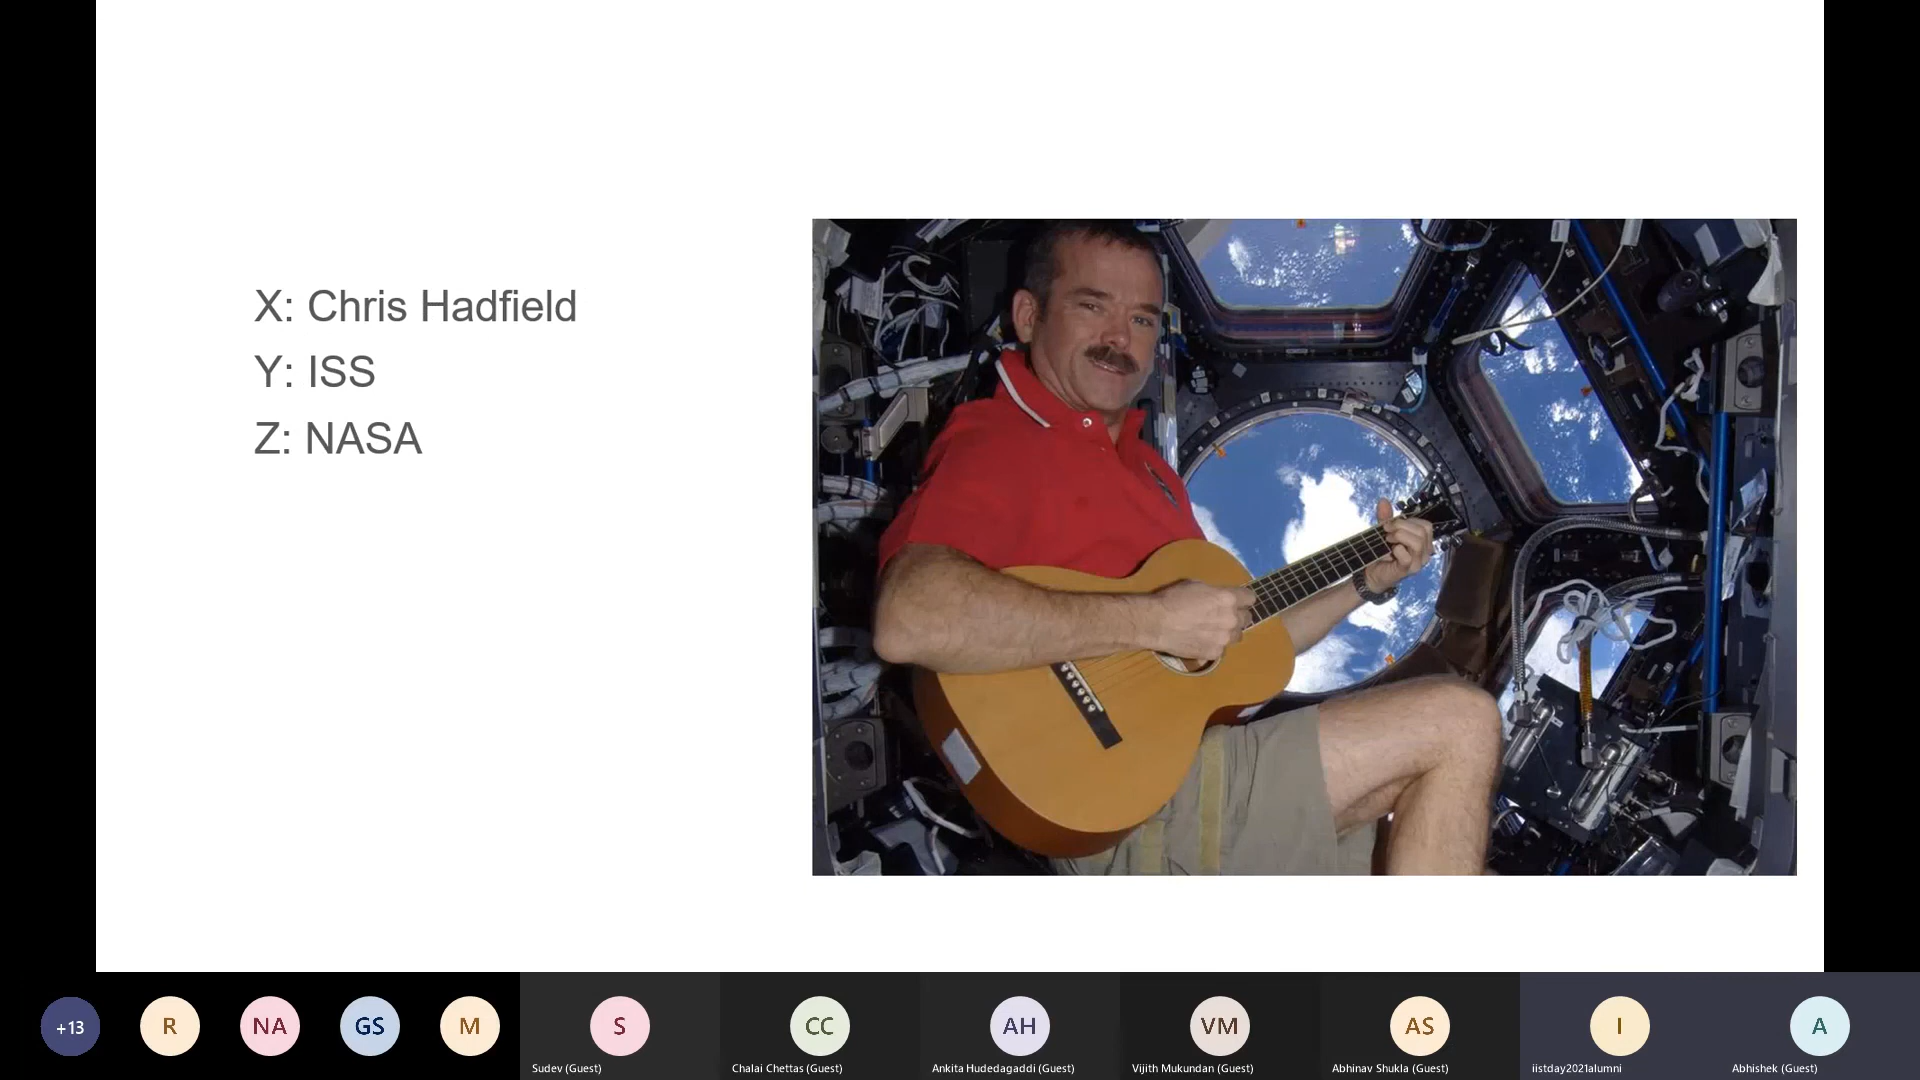 X: Chris Hadfield
Y: ISS
Z: NASA
+13
R
NA
GS
M
S
CC
AH
VM
AS
I
A
Sudev (Guest)
Chalai Chettas (Guest)
Ankita Hudedagaddi (Guest)
Vijith Mukundan (Guest)
Abhinav Shukla (Guest)
iistday2021alumni
Abhishek (Guest)